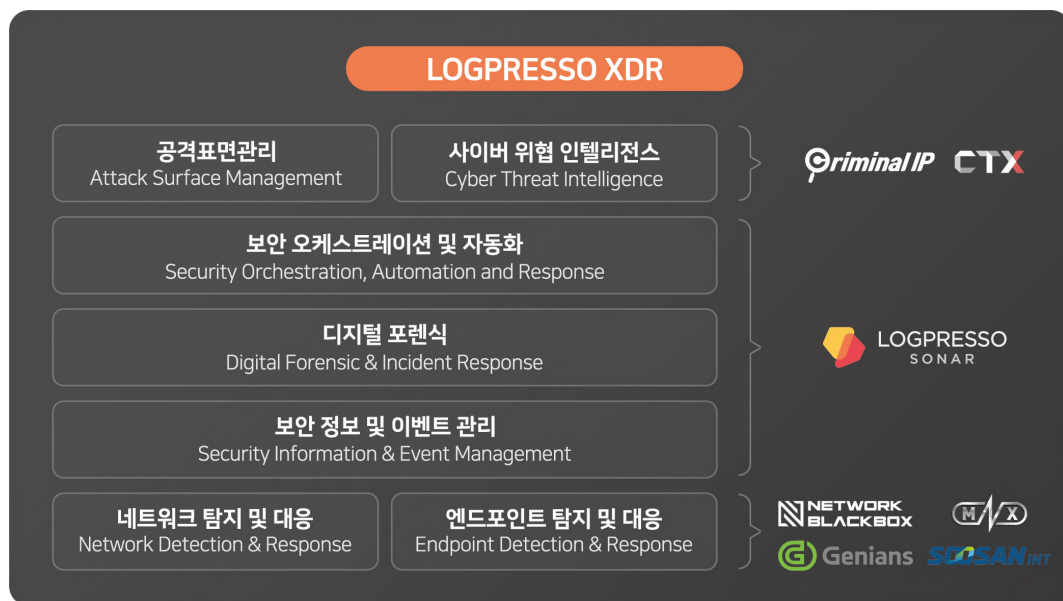 LOGPRESSO XDR
공격표면관리
Attack Surface Management
사이버 위협 인텔리전스
Cyber Threat Intelligence
Criminal IP
CTX
보안 오케스트레이션 및 자동화
Security Orchestration, Automation and Response
디지털 포렌식
Digital Forensic & Incident Response
LOGPRESSO
SONAR
보안 정보 및 이벤트 관리
Security Information & Event Management
네트워크 탐지 및 대응
Network Detection & Response
엔드포인트 탐지 및 대응
Endpoint Detection & Response
NETWORK
BLACKBOX
Genians
SOOSAN INT